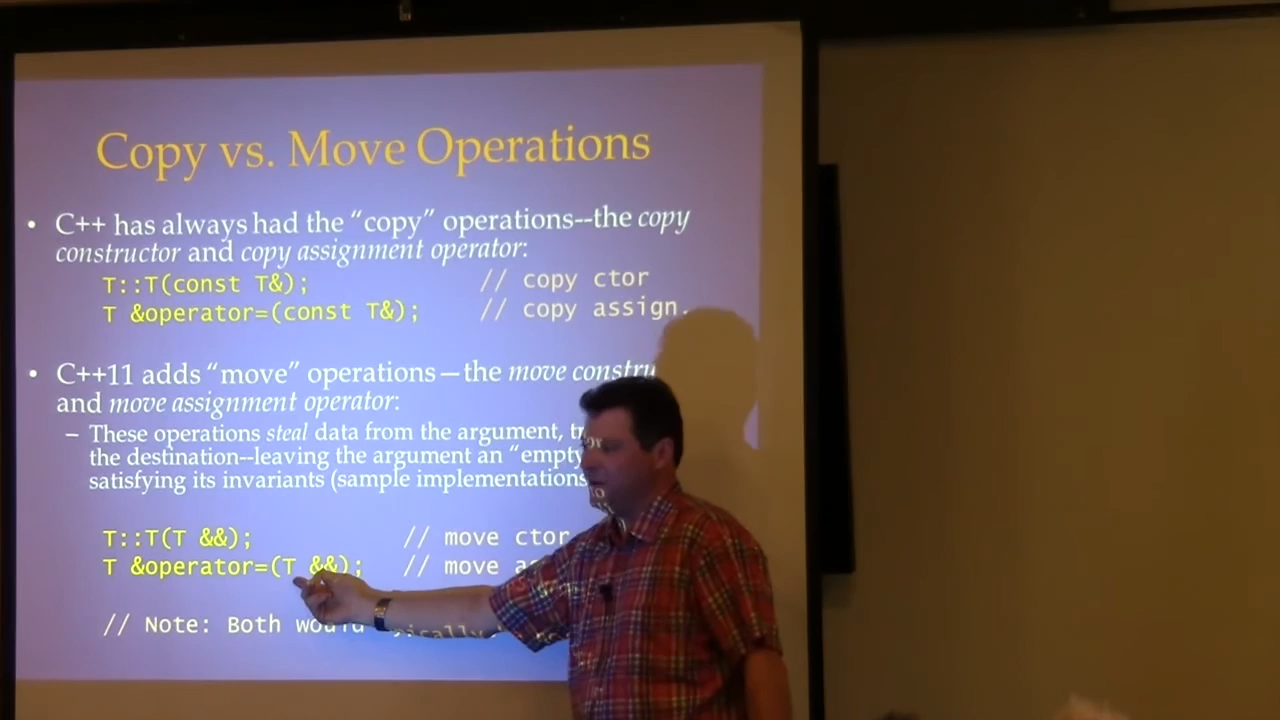 Copy vs. Move Operations
• C++ has always had the “copy” operations--the copy
constructor and copy assignment operator:
T::T(const T&); // copy ctor
T &operator=(const T&); // copy assign.
• C++11 adds “move” operations—the move constru
and move assignment operator:
– These operations steal data from the argument,
the destination--leaving the argument an “empty
satisfying its invariants (sample implementations
T::T(T &&); // move ctor
T &operator=(T &&); // move
// Note: Both